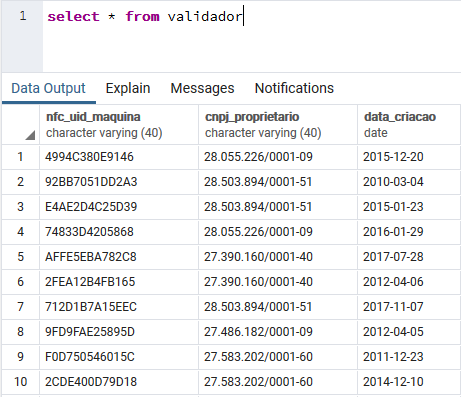 1 select * from validador
Data Output Explain Messages Notifications
nfc_uid_maquina cnpj_proprietario data_criacao
character varying (40) character varying (40) date
1 4994C380E9146 28.055.226/0001-09 2015-12-20
2 92BB7051DD2A3 28.503.894/0001-51 2010-03-04
3 E4AE2D4C25D39 28.503.894/0001-51 2015-01-23
4 74833D4205868 28.055.226/0001-09 2016-01-29
5 AFFE5EBA782C8 27.390.160/0001-40 2017-07-28
6 2FEA12B4FB165 27.390.160/0001-40 2012-04-06
7 712D1B7A15EEC 28.503.894/0001-51 2017-11-07
8 9FD9FAE25895D 27.486.182/0001-09 2012-04-05
9 F0D750546015C 27.583.202/0001-60 2011-12-23
10 2CDE400D79D18 27.583.202/0001-60 2014-12-10